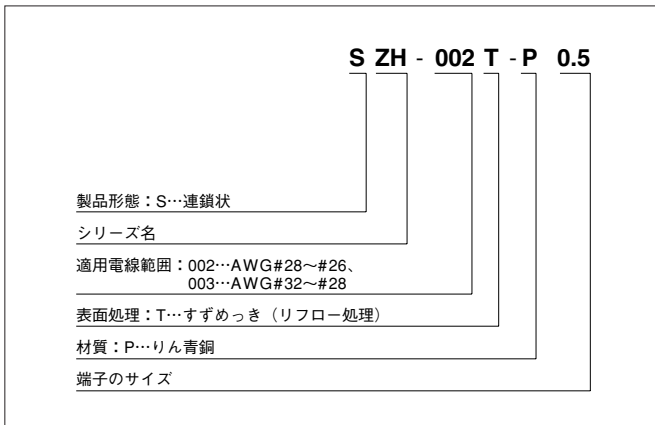 S ZH - 002 T - P 0.5
製品形態：S…連鎖状
シリーズ名
適用電線範囲：002…AWG#28～#26、
003…AWG#32～#28
表面処理：T…すずめっき（リフロー処理）
材質：P…りん青銅
端子のサイズ